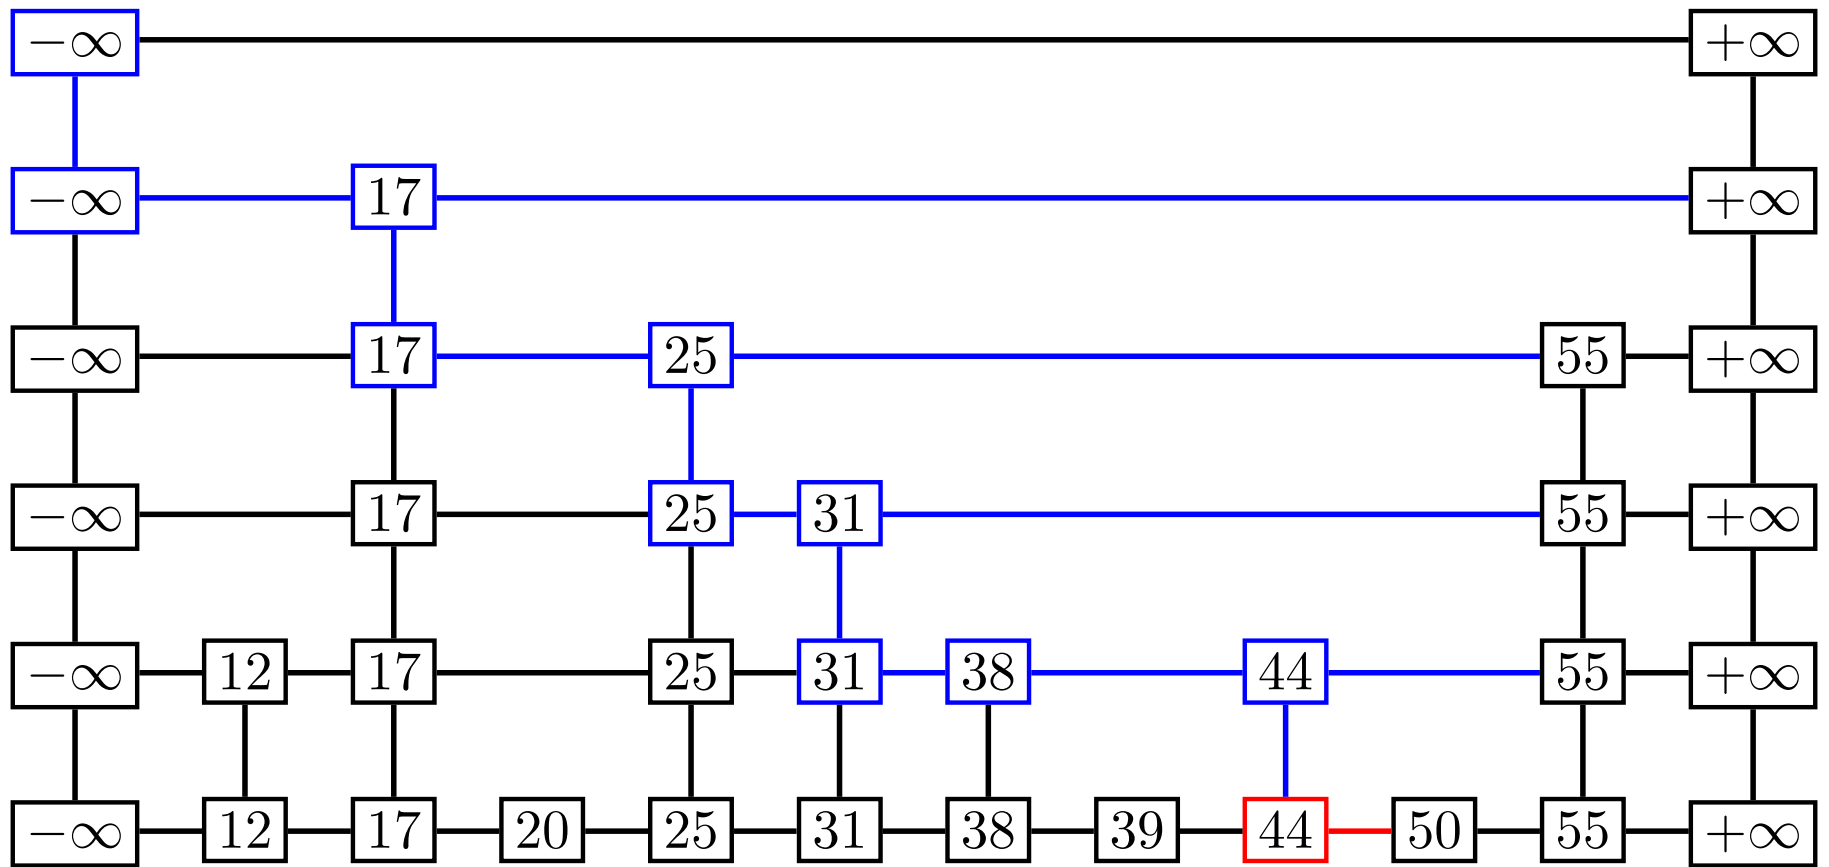 −∞ +∞
−∞ 17 +∞
−∞ 17 25 55 +∞
−∞ 17 25 31 55 +∞
−∞ 12 17 25 31 38 44 55 +∞
−∞ 12 17 20 25 31 38 39 44 50 55 +∞